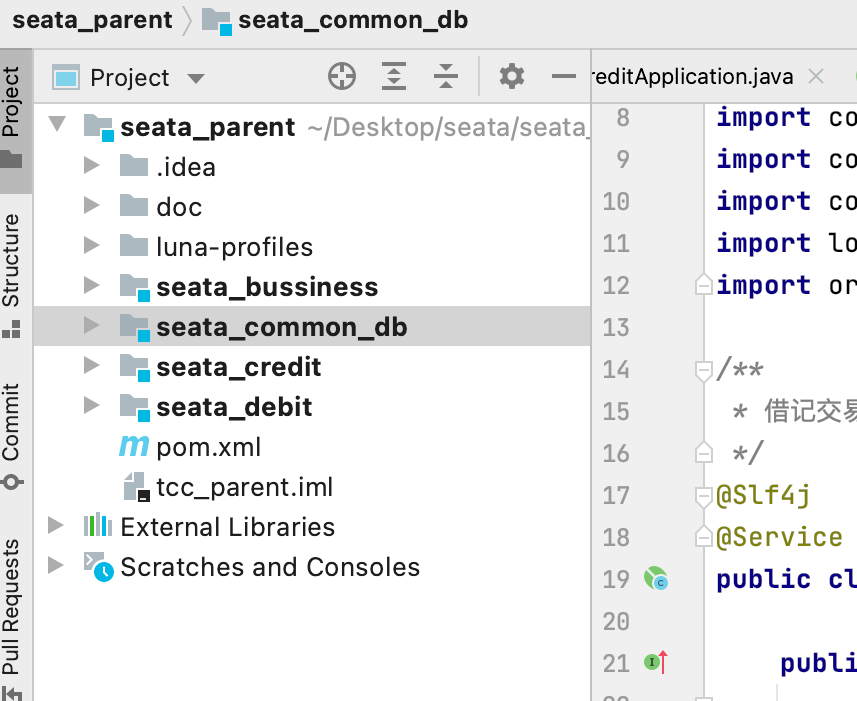 seata_parent
seata_common_db
Project
Structure
Commit
Pull Requests
Project
seata_parent ~/Desktop/seata/seata_
.idea
doc
luna-profiles
seata_bussiness
seata_common_db
seata_credit
seata_debit
pom.xml
tcc_parent.iml
External Libraries
Scratches and Consoles
reditApplication.java
8 import co
9 import co
10 import co
11 import lo
12 import or
13
14 /**
15 * 借记交易
16 */
17 @Slf4j
18 @Service
19 public cl
20
21 publi